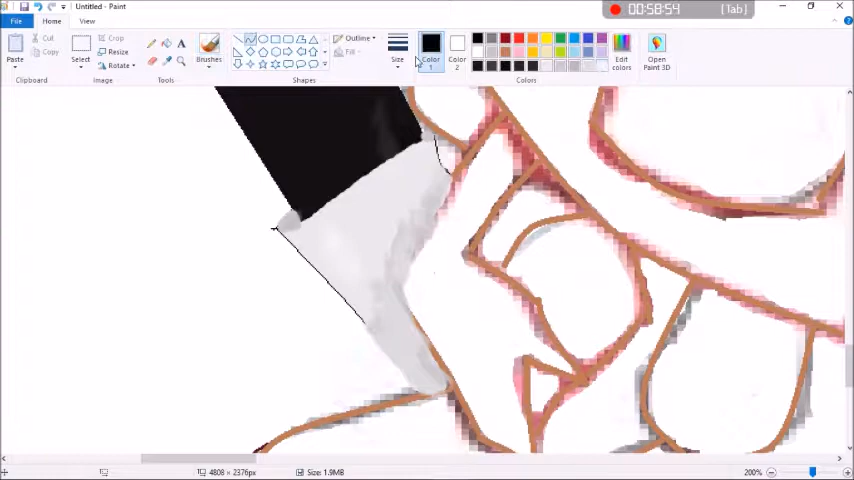 Untitled - Paint
00:58:54 [Tab]
File Home View
Paste
Cut
Copy
Clipboard
Select
Crop
Resize
Rotate
Image
Tools
Brushes
Outline
Fill
Shapes
Size
Color 1
Color 2
Colors
Edit colors
Open Paint 3D
4808 × 2376px
Size: 1.9MB
200%